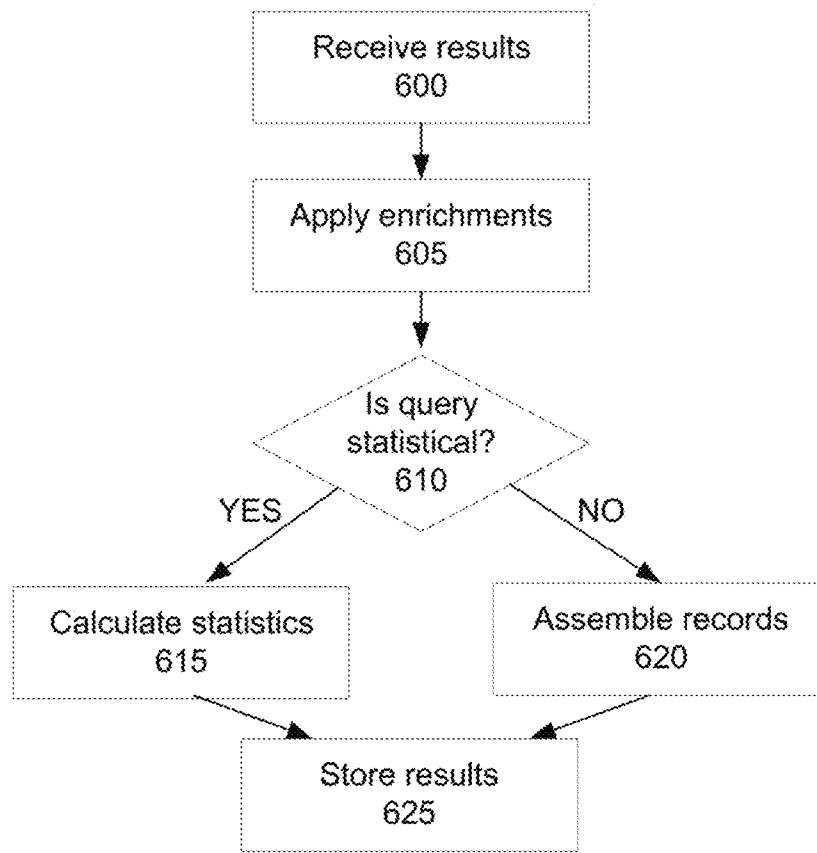 Receive results
600
Apply enrichments
605
Is query
statistical?
610
YES
NO
Calculate statistics
615
Assemble records
620
Store results
625